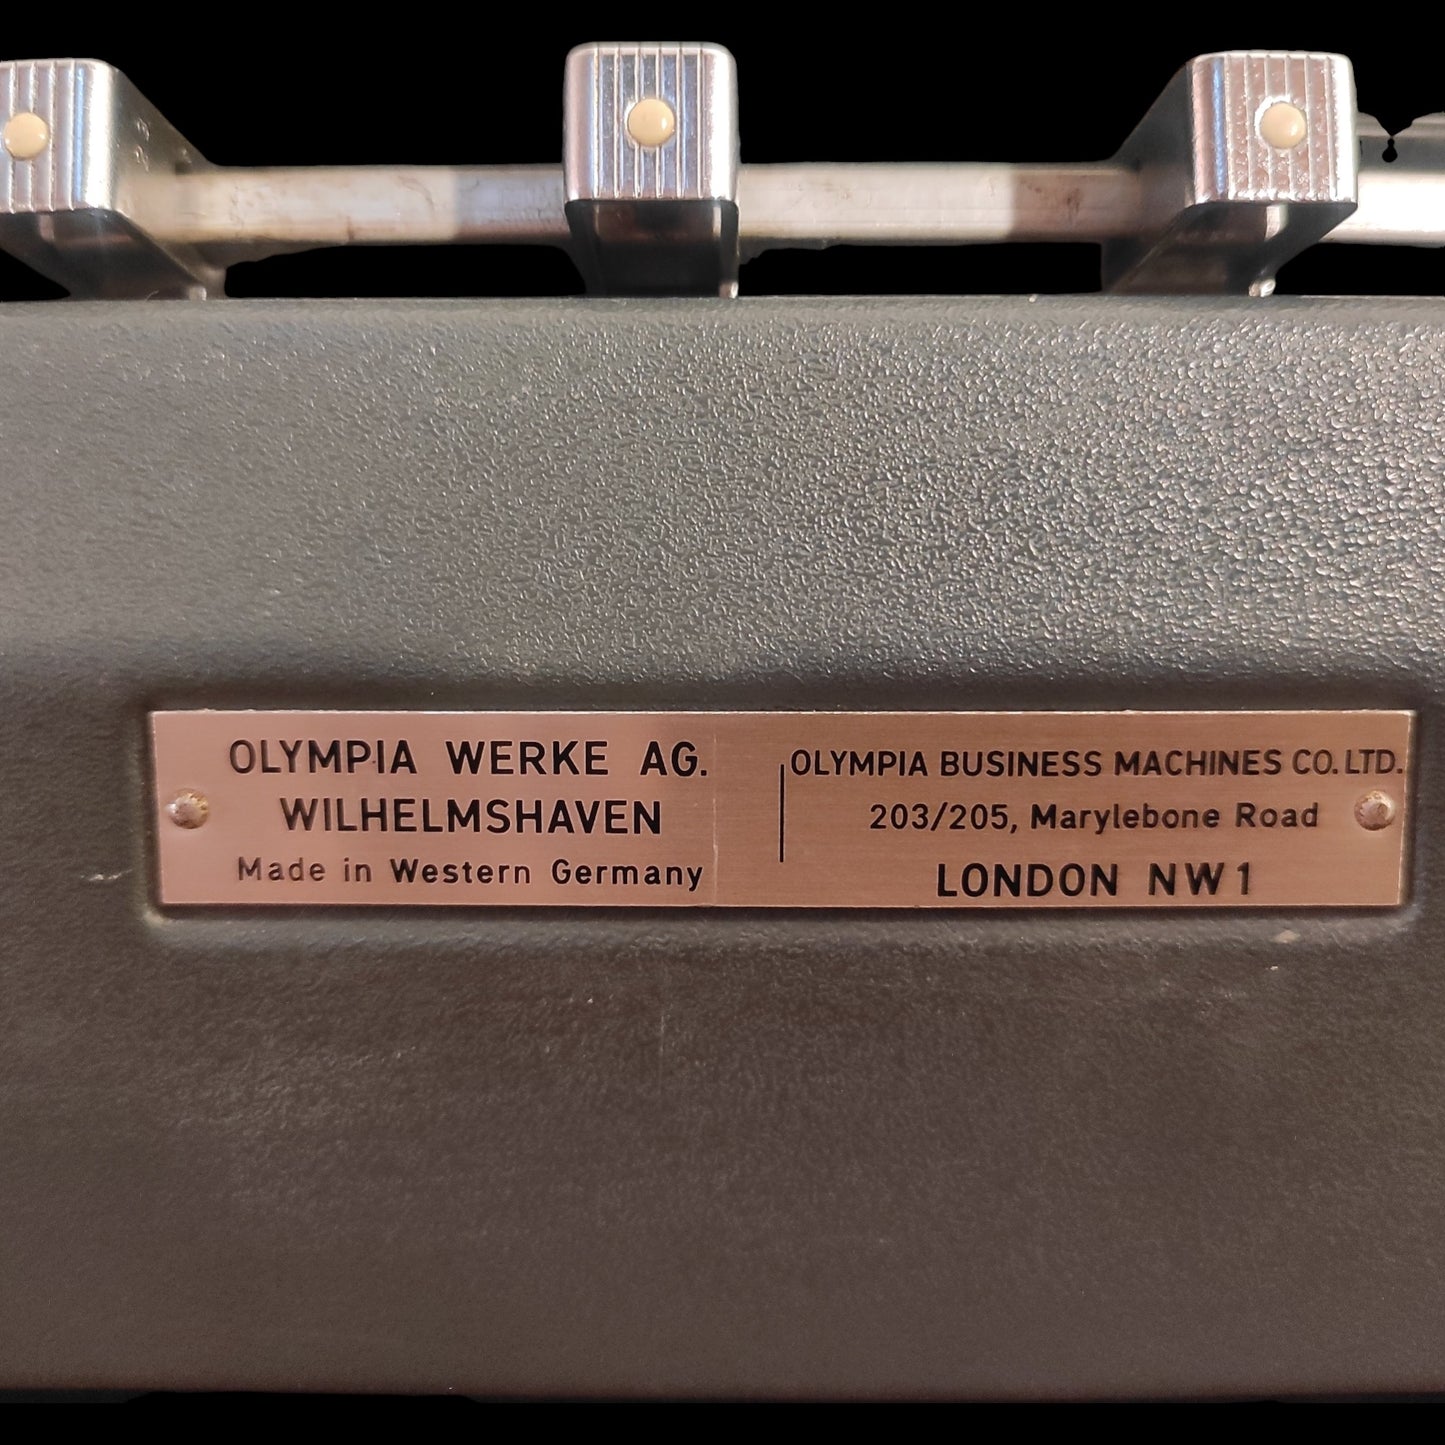 OLYMPIA WERKE AG.
WILHELMSHAVEN
Made in Western Germany
OLYMPIA BUSINESS MACHINES CO. LTD.
203/205, Marylebone Road
LONDON NW1